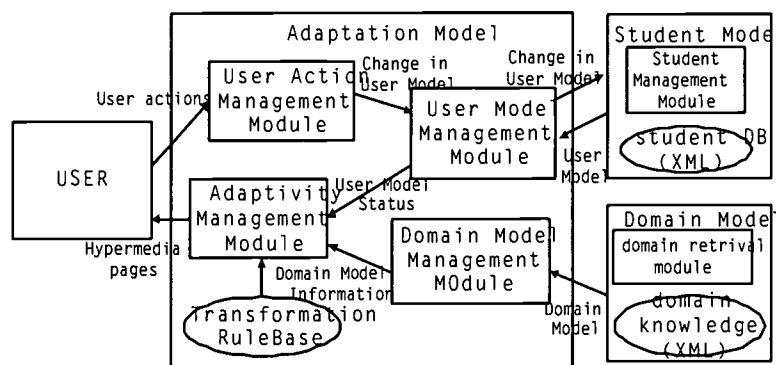 Adaptation Model
Student Mode
Change in
User Model
Change in
User Model
Student
Management
Module
User Action
Management
Module
User actions
User Mode
Management
Module
student DB
(XML)
User
Model
USER
Adaptivity
Management
Module
User Model
Status
Hypermedia
pages
Domain Model
Management
MOdule
Domain Model
Information
Domain Model
domain retrival
module
Domain
Model
domain
knowledge
(XML)
Transformation
RuleBase